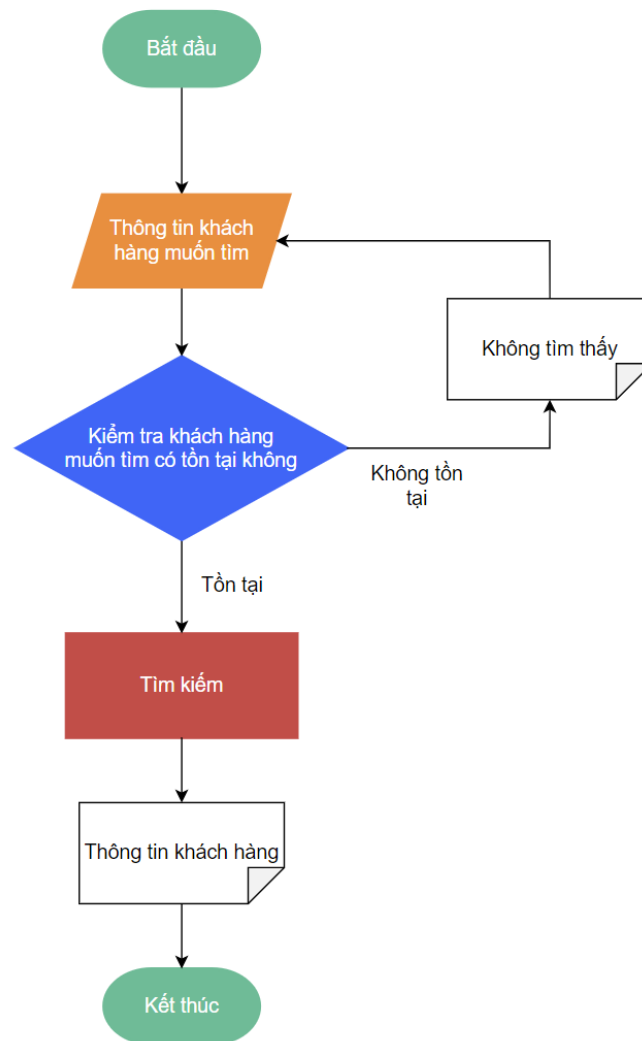 Bắt đầu
Thông tin khách
hàng muốn tìm
Không tìm thấy
Kiểm tra khách hàng
muốn tìm có tồn tại không
Không tồn
tại
Tồn tại
Tìm kiếm
Thông tin khách hàng
Kết thúc